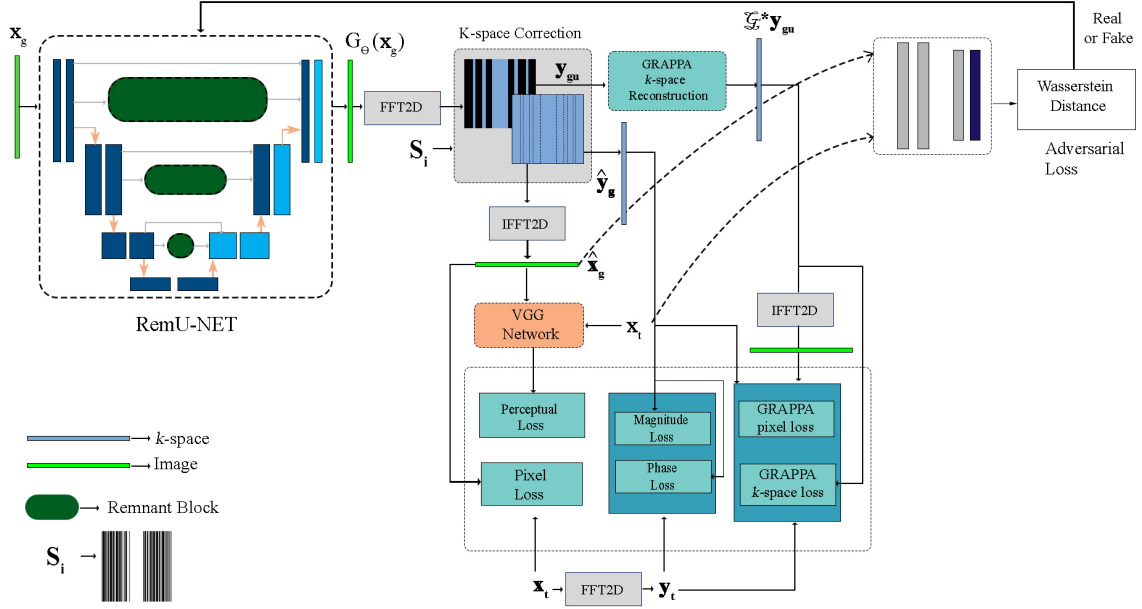 x_g
G_Θ(x_g)
K-space Correction
𝒢*y_gu
Real
or Fake
y_gu
GRAPPA
k-space
Reconstruction
FFT2D
Wasserstein
Distance
S_i
Adversarial
Loss
ŷ_g
IFFT2D
x̂_g
RemU-NET
VGG
Network
x_t
IFFT2D
Perceptual
Loss
Magnitude
Loss
GRAPPA
pixel loss
k-space
Image
Pixel
Loss
Phase
Loss
GRAPPA
k-space loss
Remnant Block
S_i
x_t
FFT2D
y_t